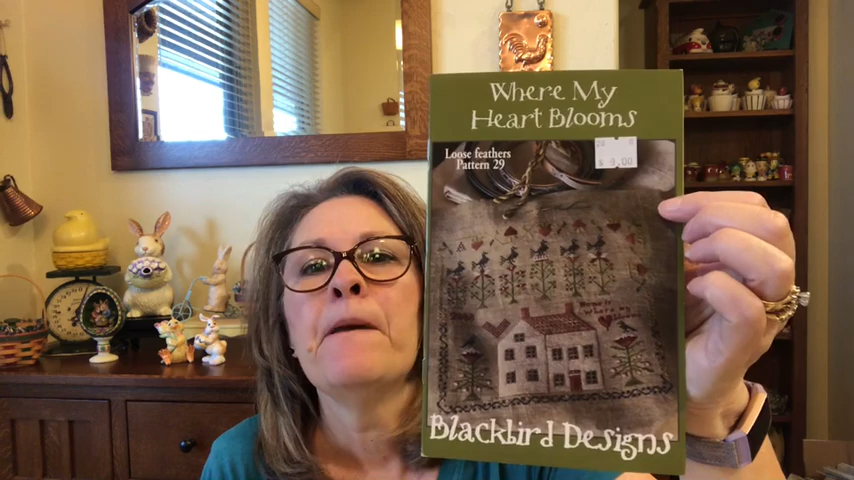 Where My
Heart Blooms
Loose feathers
Pattern 29
$ 9.00
Blackbird Designs